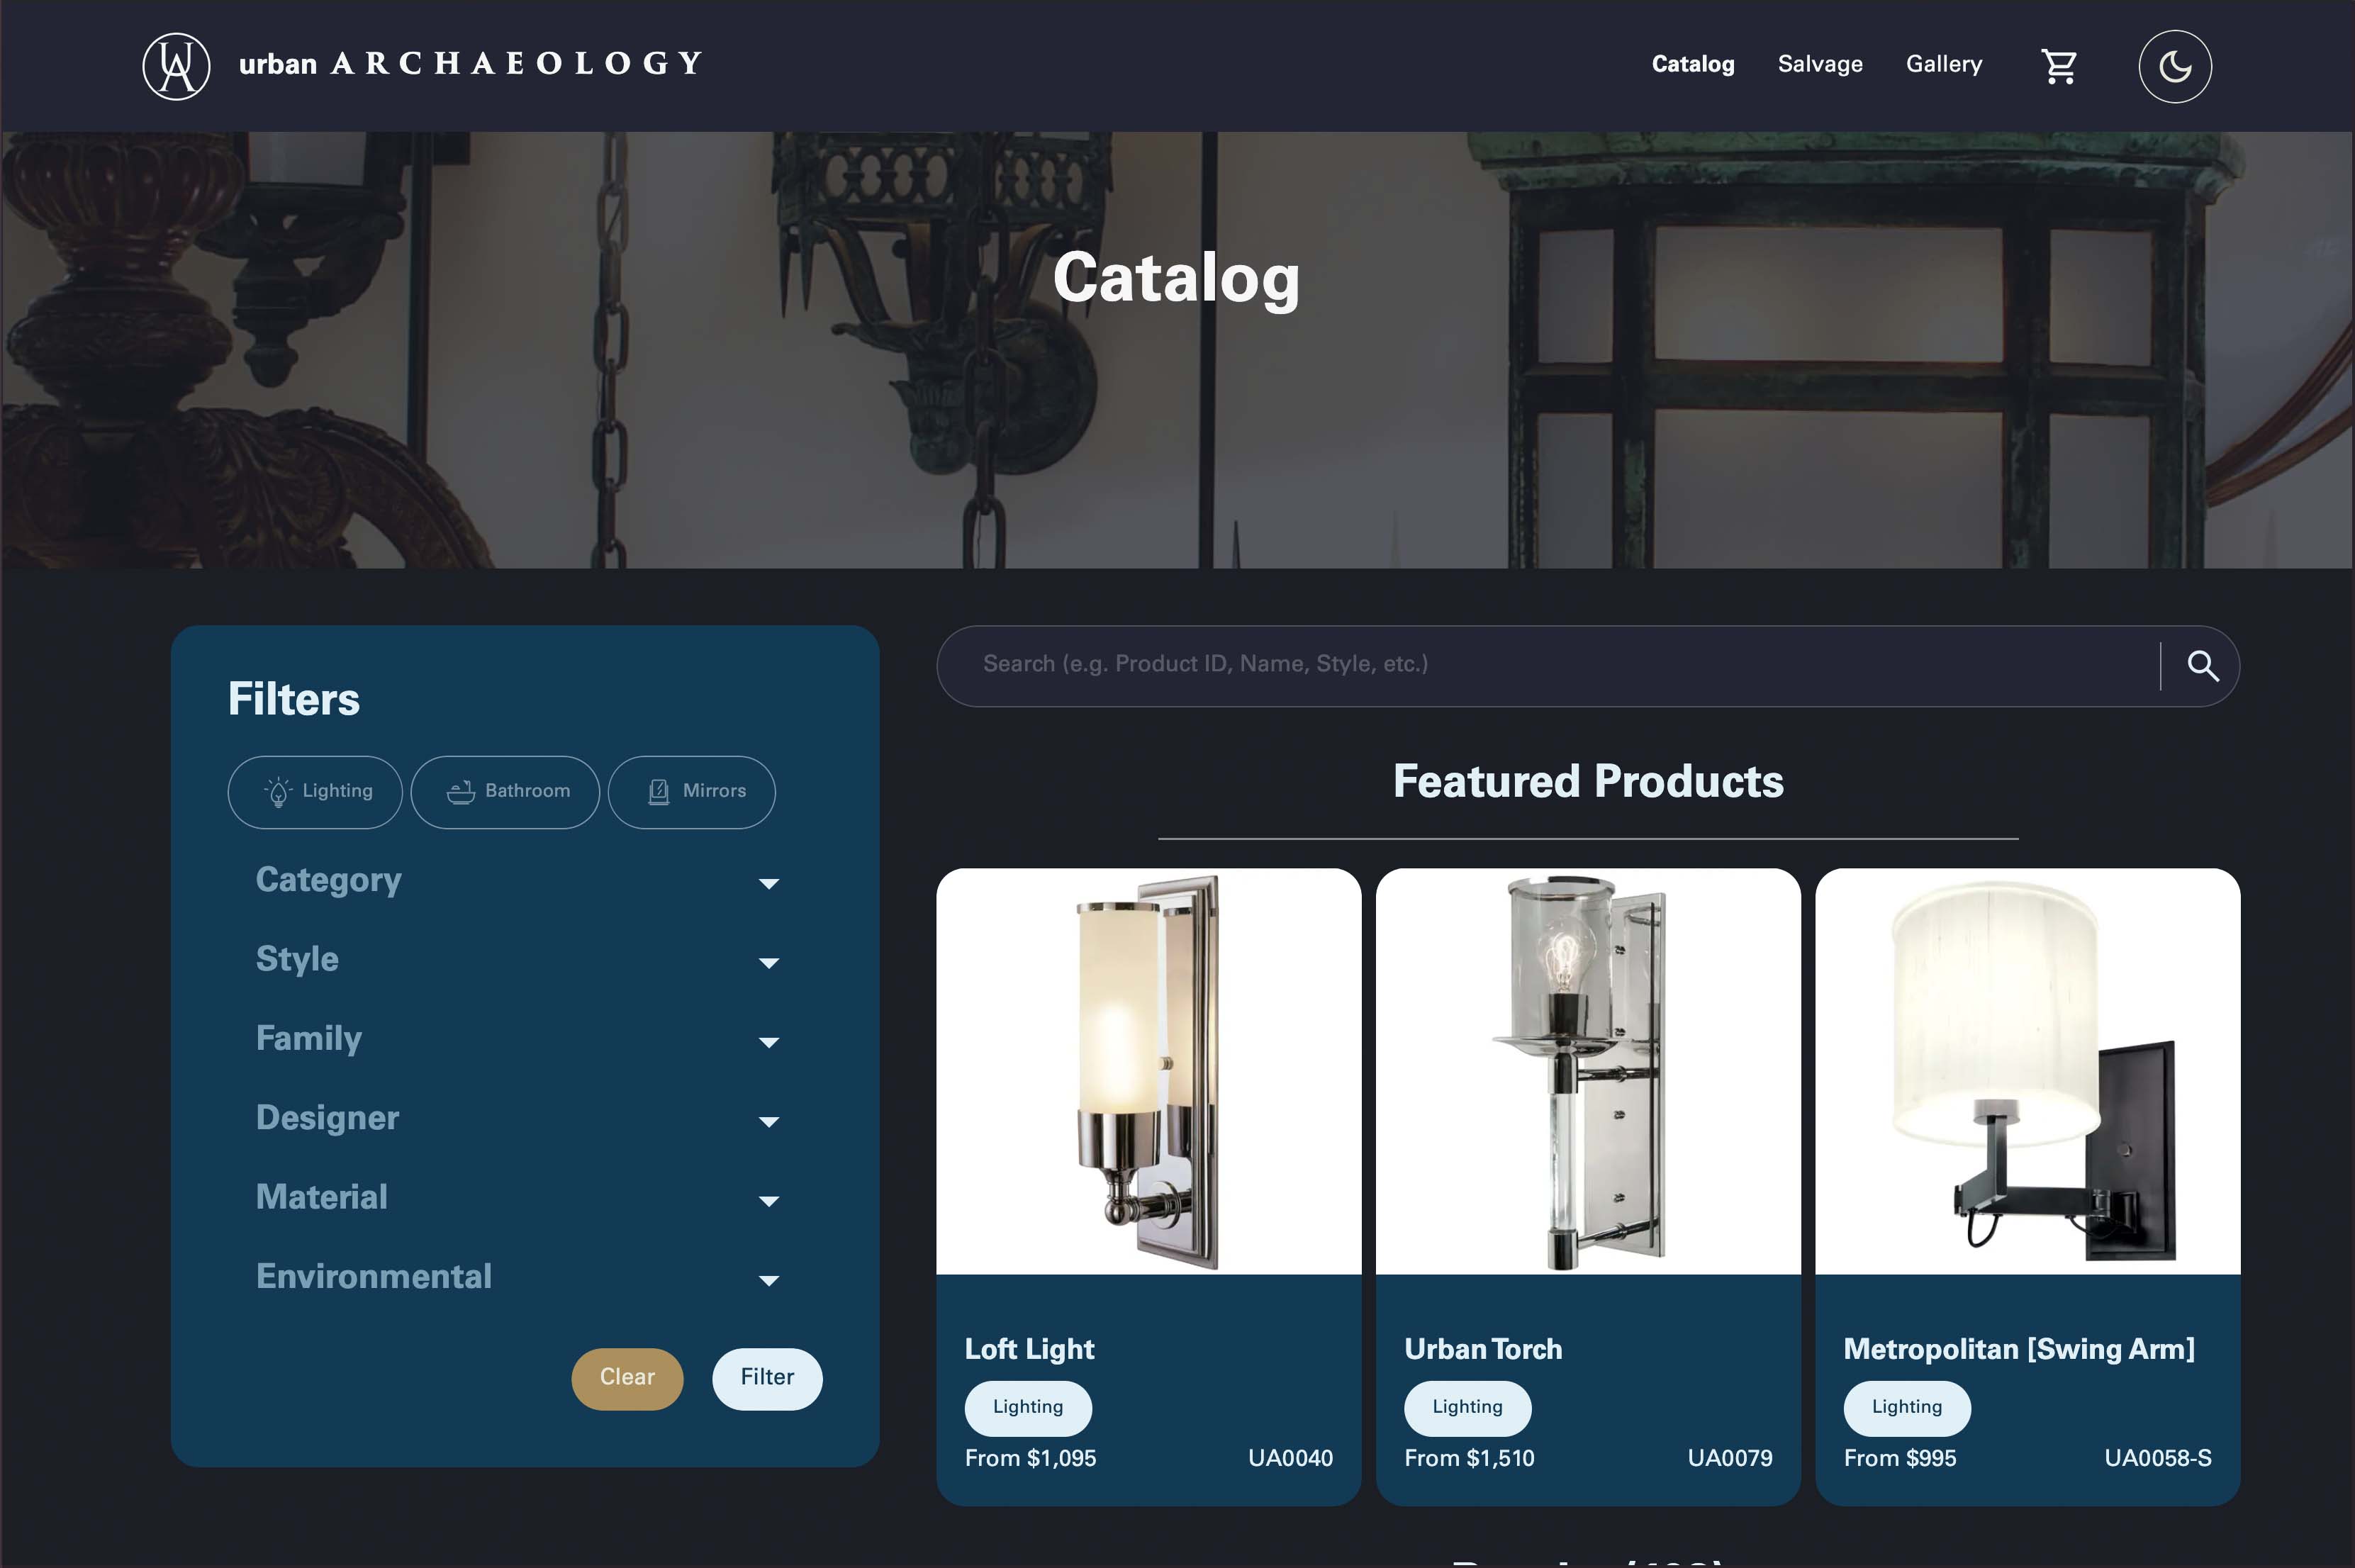 UA urban ARCHAEOLOGY
Catalog Salvage Gallery
Catalog
Filters
Lighting Bathroom Mirrors
Category
Style
Family
Designer
Material
Environmental
Clear Filter
Search (e.g. Product ID, Name, Style, etc.)
Featured Products
Loft Light
Lighting
From $1,095 UA0040
Urban Torch
Lighting
From $1,510 UA0079
Metropolitan [Swing Arm]
Lighting
From $995 UA0058-S